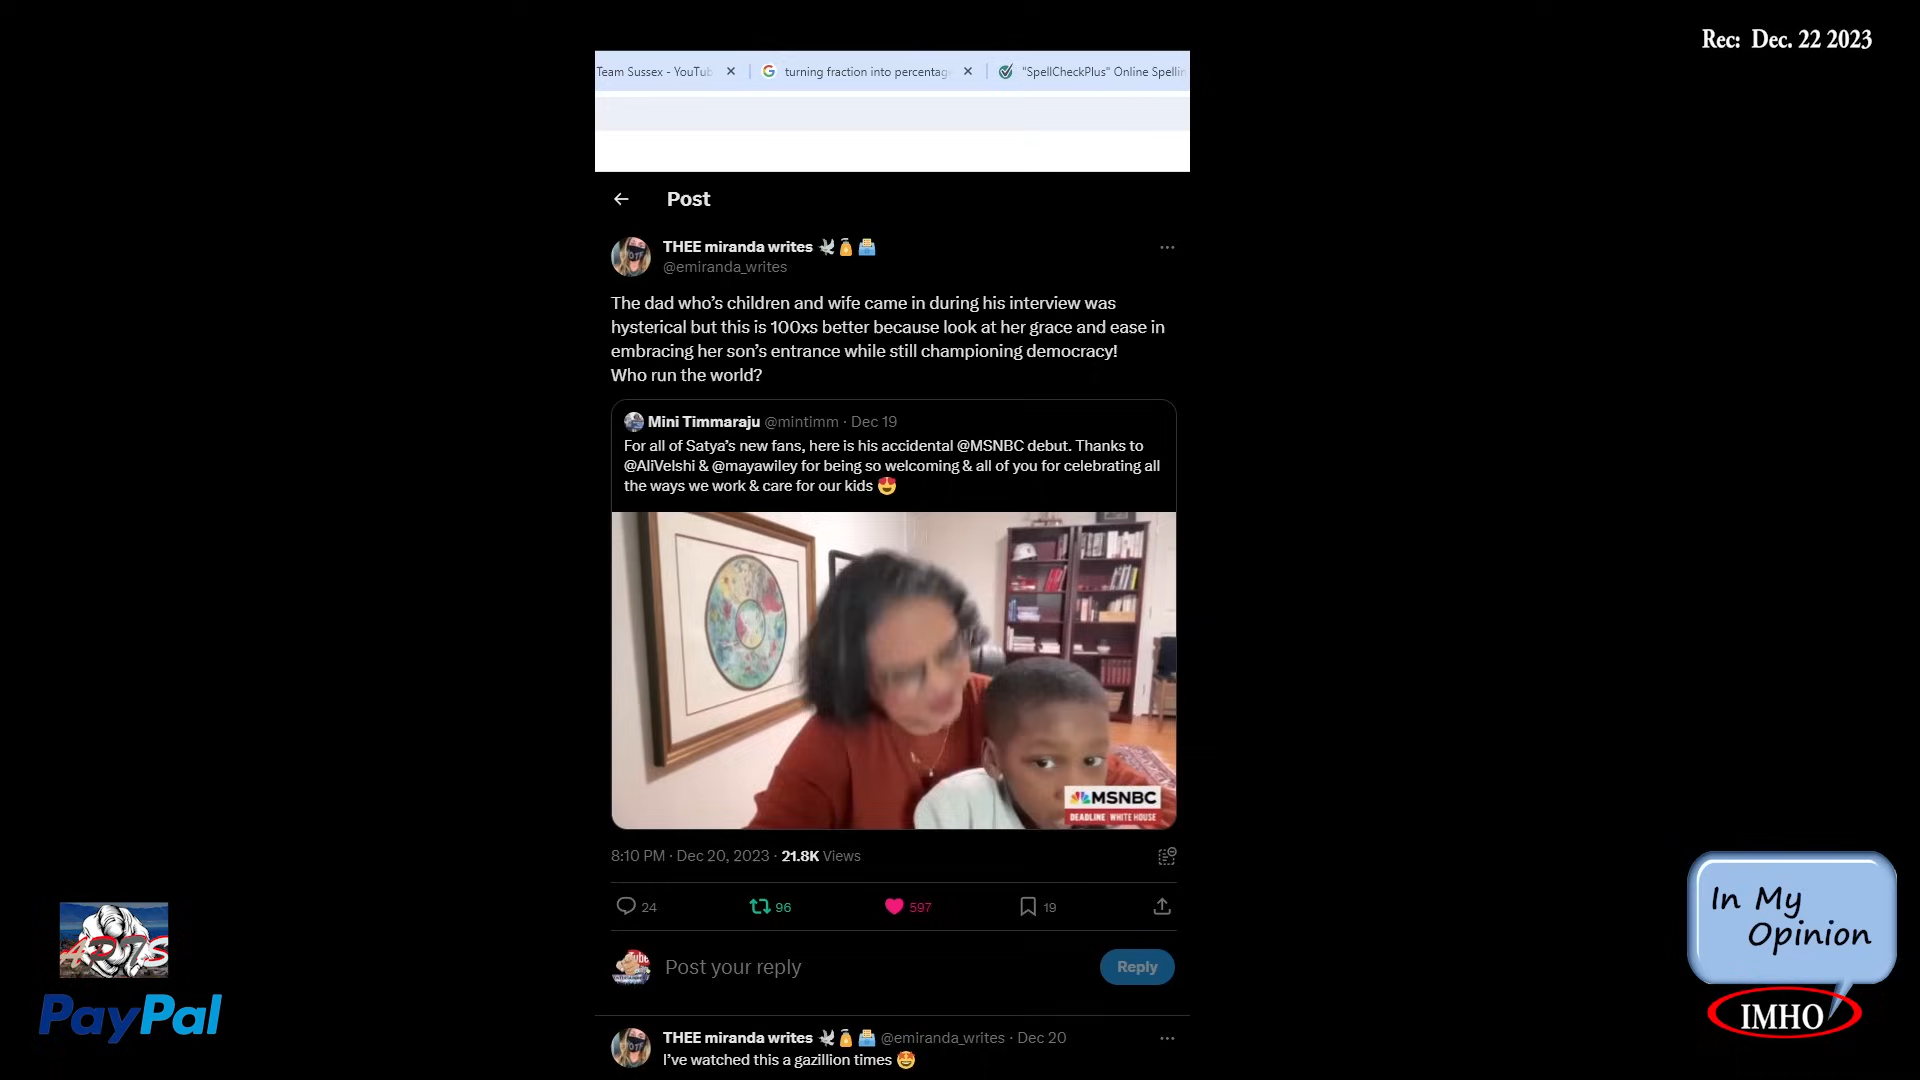 Rec: Dec. 22 2023
Team Sussex - YouTub
turning fraction into percentag
"SpellCheckPlus" Online Spellin
Post
THEE miranda writes
@emiranda_writes
The dad who's children and wife came in during his interview was
hysterical but this is 100xs better because look at her grace and ease in
embracing her son's entrance while still championing democracy!
Who run the world?
Mini Timmaraju @mintimm · Dec 19
For all of Satya's new fans, here is his accidental @MSNBC debut. Thanks to
@AliVelshi & @mayawiley for being so welcoming & all of you for celebrating all
the ways we work & care for our kids
MSNBC
DEADLINE WHITE HOUSE
8:10 PM · Dec 20, 2023 · 21.8K Views
24
96
597
19
Post your reply
Reply
THEE miranda writes @emiranda_writes · Dec 20
I've watched this a gazillion times
PayPal
In My
Opinion
IMHO